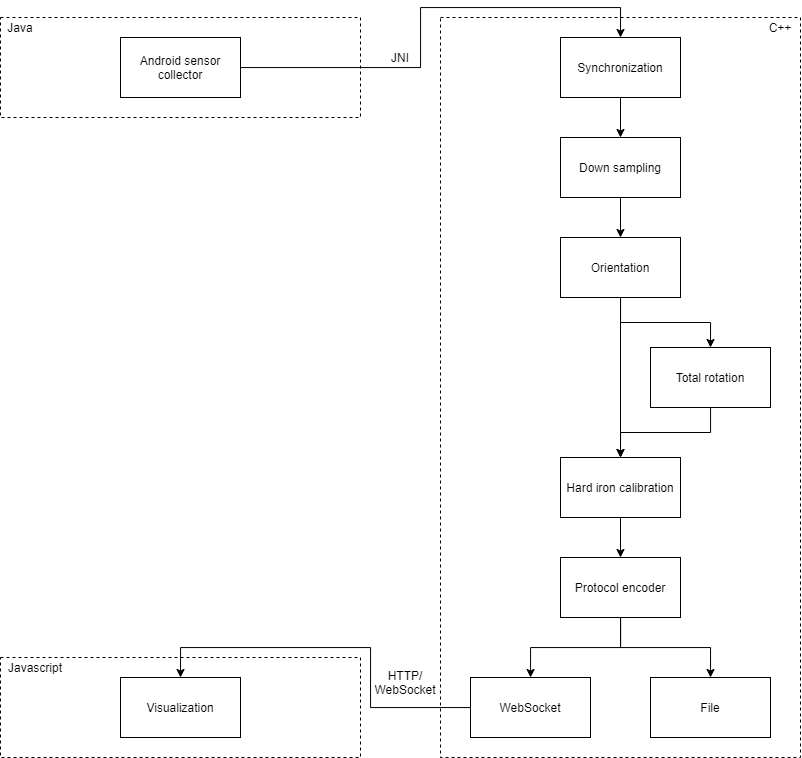 Java
C++
Android sensor
collector
JNI
Synchronization
Down sampling
Orientation
Total rotation
Hard iron calibration
Protocol encoder
Javascript
HTTP/
WebSocket
Visualization
WebSocket
File